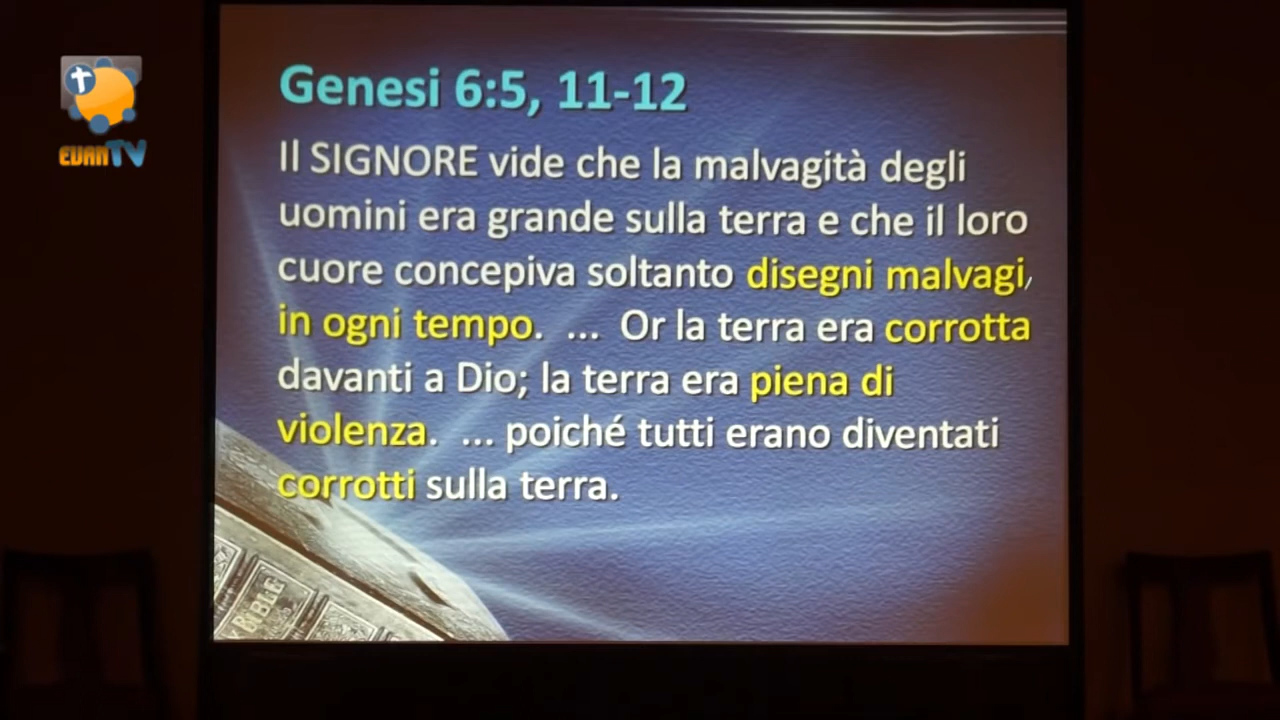 EVANTV
Genesi 6:5, 11-12
Il SIGNORE vide che la malvagità degli
uomini era grande sulla terra e che il loro
cuore concepiva soltanto disegni malvagi,
in ogni tempo. ... Or la terra era corrotta
davanti a Dio; la terra era piena di
violenza. ... poiché tutti erano diventati
corrotti sulla terra.
BIBLE